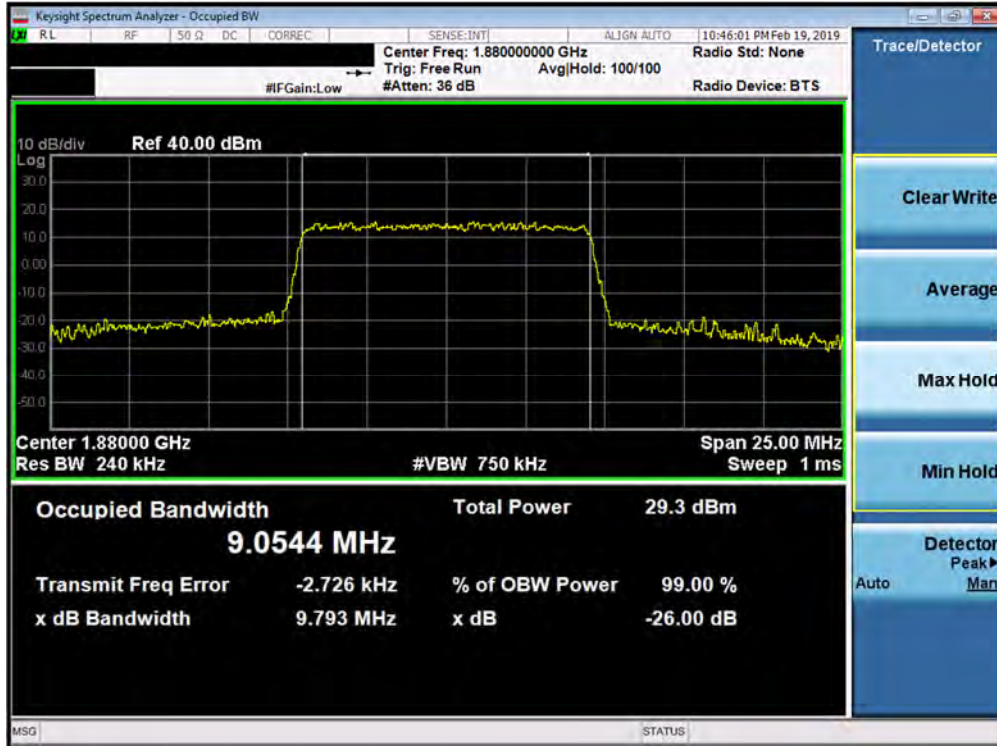 Keysight Spectrum Analyzer - Occupied BW
LXI RL RF 50 Ω DC CORREC SENSE:INT ALIGN AUTO 10:46:01 PM Feb 19, 2019
Center Freq: 1.880000000 GHz Radio Std: None
Trig: Free Run Avg|Hold: 100/100
#IFGain:Low #Atten: 36 dB Radio Device: BTS
10 dB/div Ref 40.00 dBm
Log
30.0
20.0
10.0
0.00
-10.0
-20.0
-30.0
-40.0
-50.0
Center 1.88000 GHz Span 25.00 MHz
Res BW 240 kHz #VBW 750 kHz Sweep 1 ms
Occupied Bandwidth Total Power 29.3 dBm
9.0544 MHz
Transmit Freq Error -2.726 kHz % of OBW Power 99.00 %
x dB Bandwidth 9.793 MHz x dB -26.00 dB
MSG STATUS
Trace/Detector
Clear Write
Average
Max Hold
Min Hold
Detector
Peak▶
Auto Man